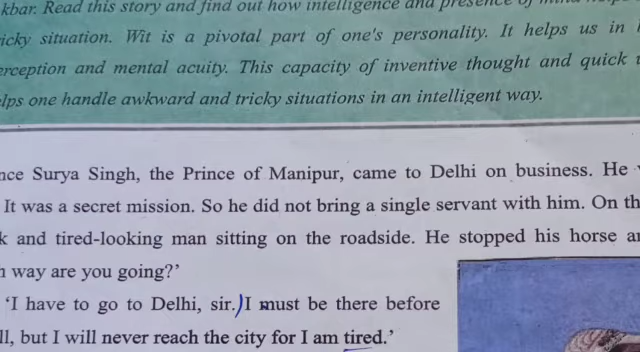 kbar. Read this story and find out how intelligence and presence of mind
icky situation. Wit is a pivotal part of one's personality. It helps us in
erception and mental acuity. This capacity of inventive thought and quick
elps one handle awkward and tricky situations in an intelligent way.
nce Surya Singh, the Prince of Manipur, came to Delhi on business. He
It was a secret mission. So he did not bring a single servant with him. On th
k and tired-looking man sitting on the roadside. He stopped his horse a
h way are you going?’
‘I have to go to Delhi, sir. I must be there before
ll, but I will never reach the city for I am tired.’